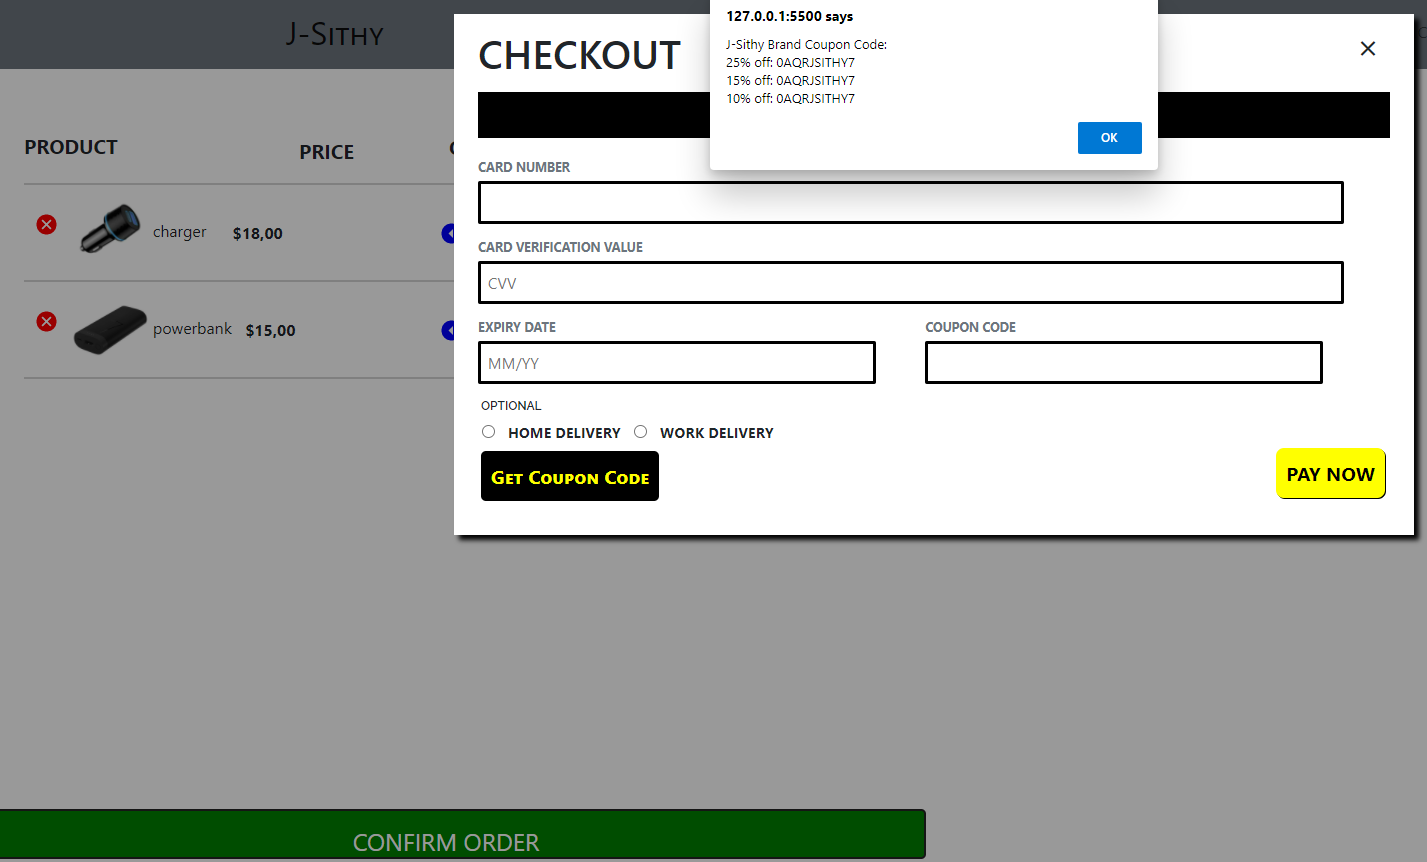 J-Sithy
127.0.0.1:5500 says
J-Sithy Brand Coupon Code:
25% off: 0AQRJSITHY7
15% off: 0AQRJSITHY7
10% off: 0AQRJSITHY7
OK
CHECKOUT
PRODUCT PRICE
charger $18,00
powerbank $15,00
CARD NUMBER
CARD VERIFICATION VALUE
CVV
EXPIRY DATE COUPON CODE
MM/YY
OPTIONAL
HOME DELIVERY WORK DELIVERY
Get Coupon Code PAY NOW
CONFIRM ORDER